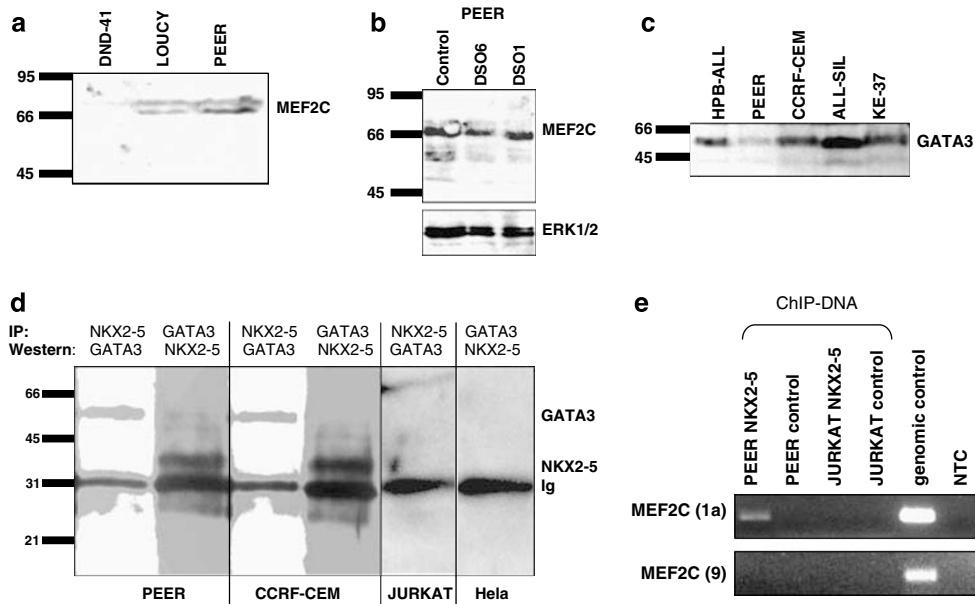 a
DND-41
LOUCY
PEER
95
66
45
MEF2C
b
PEER
Control
DSO6
DSO1
95
66
45
MEF2C
ERK1/2
c
HPB-ALL
PEER
CCRF-CEM
ALL-SIL
KE-37
66
45
GATA3
d
IP: NKX2-5 GATA3 NKX2-5 GATA3 NKX2-5 GATA3
Western: GATA3 NKX2-5 GATA3 NKX2-5 GATA3 NKX2-5
66
45
31
21
GATA3
NKX2-5
Ig
PEER CCRF-CEM JURKAT Hela
e
ChIP-DNA
PEER NKX2-5
PEER control
JURKAT NKX2-5
JURKAT control
genomic control
NTC
MEF2C (1a)
MEF2C (9)